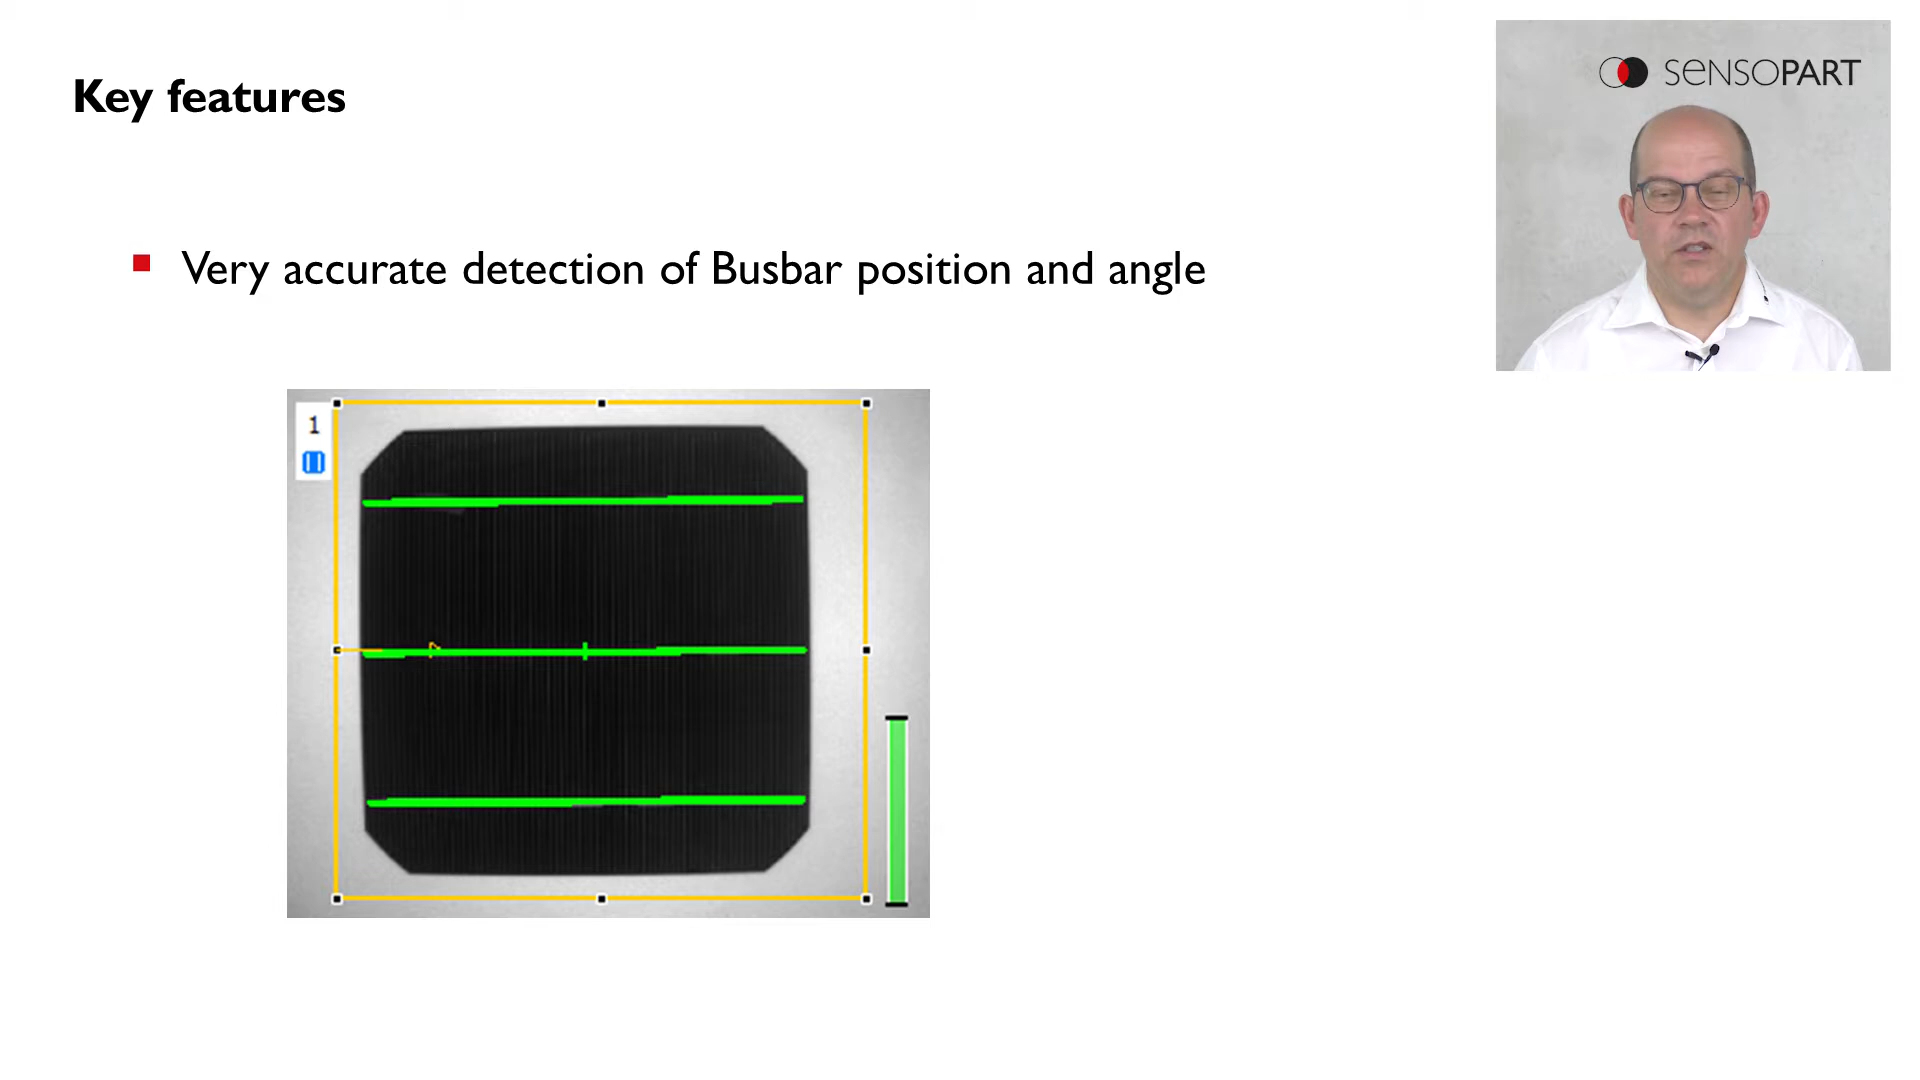 Key features
SENSOPART
Very accurate detection of Busbar position and angle
1